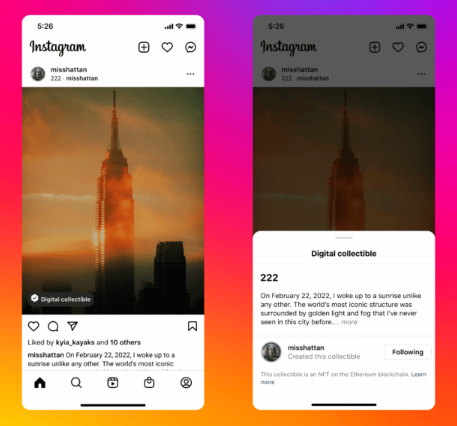 5:26
Instagram
misshattan
222 · misshattan
Digital collectible
Liked by kyia_kayaks and 10 others
misshattan On February 22, 2022, I woke up to a
sunrise unlike any other. The world's most iconic
5:26
Instagram
misshattan
222 · misshattan
Digital collectible
222
On February 22, 2022, I woke up to a sunrise unlike
any other. The world's most iconic structure was
surrounded by golden light and fog that I've never
seen in this city before... more
misshattan
Created this collectible
Following
This collectible is an NFT on the Ethereum blockchain. Learn
more